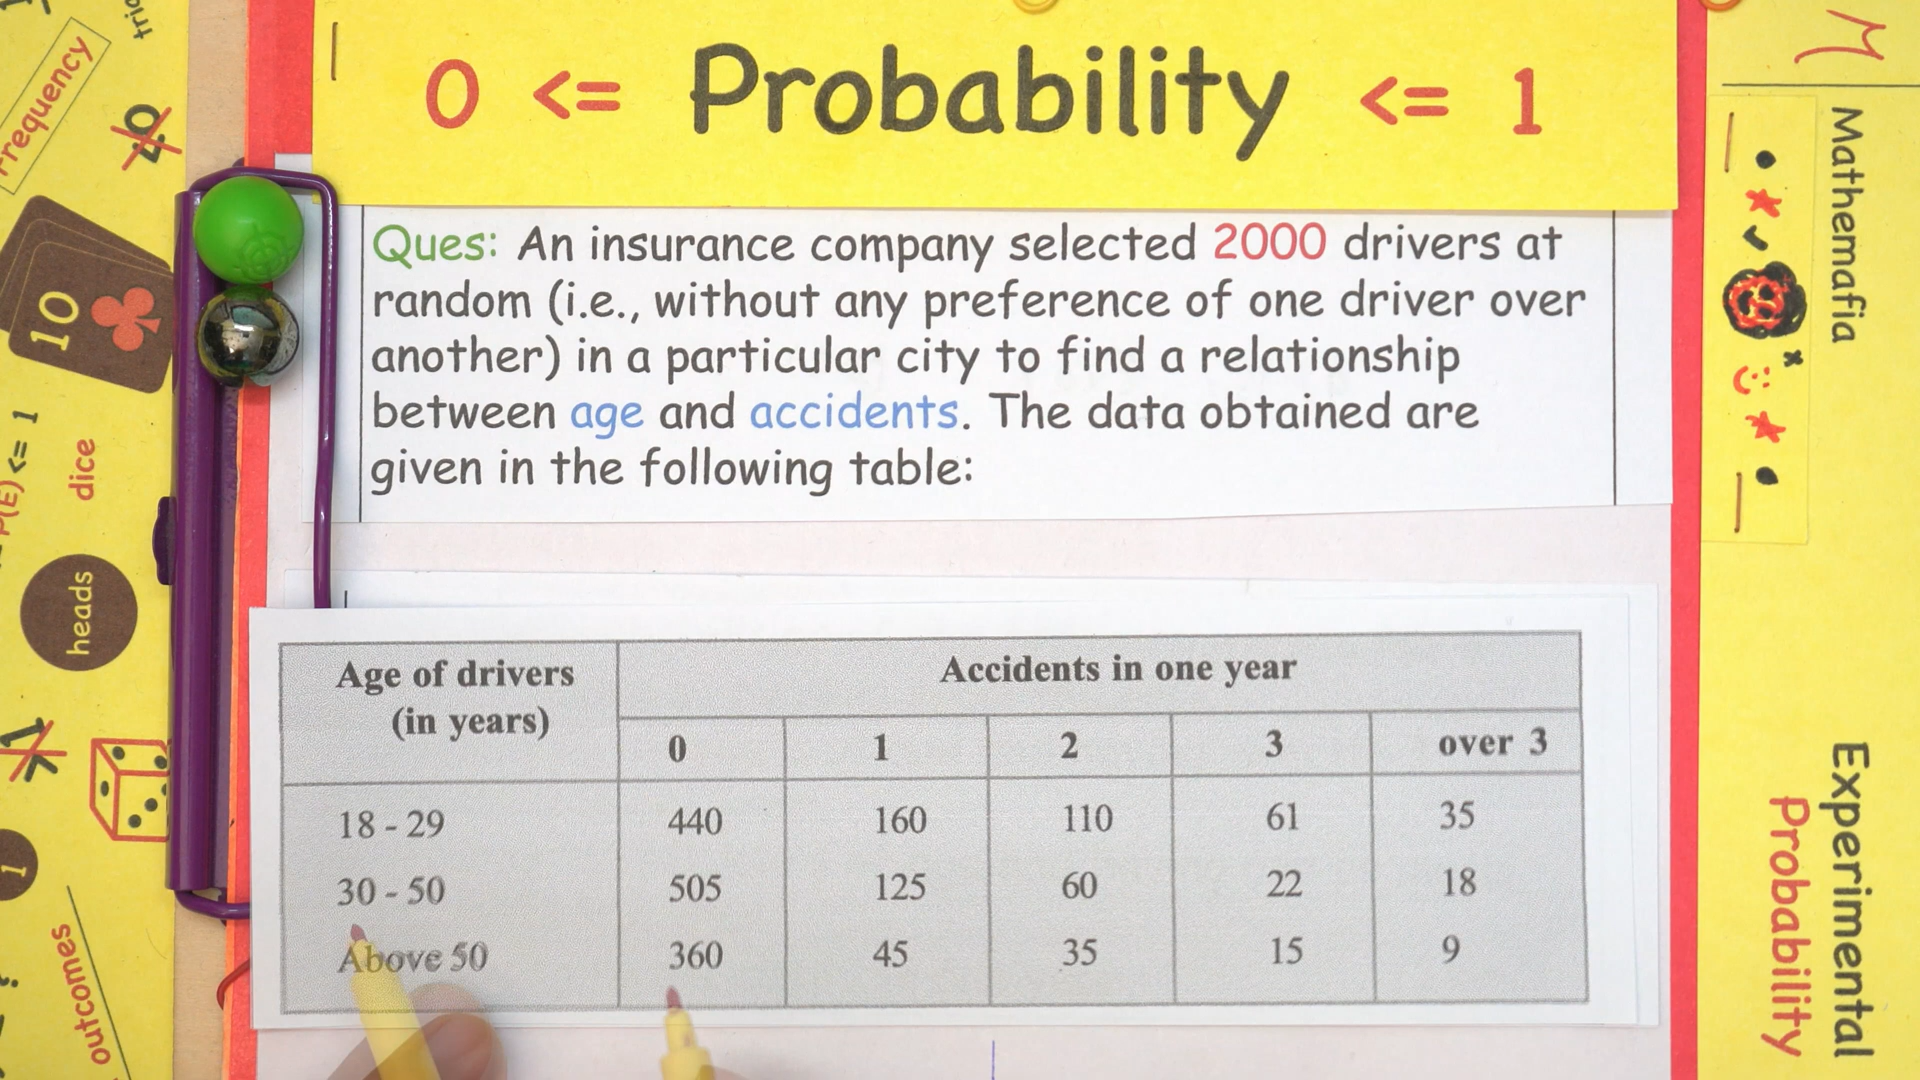 0 <= Probability <= 1
Ques: An insurance company selected 2000 drivers at
random (i.e., without any preference of one driver over
another) in a particular city to find a relationship
between age and accidents. The data obtained are
given in the following table:
Age of drivers
(in years)
Accidents in one year
0 1 2 3 over 3
18 - 29 440 160 110 61 35
30 - 50 505 125 60 22 18
Above 50 360 45 35 15 9
frequency
10
P(E) <= 1
dice
heads
1
outcomes
Mathemafia
Experimental
Probability